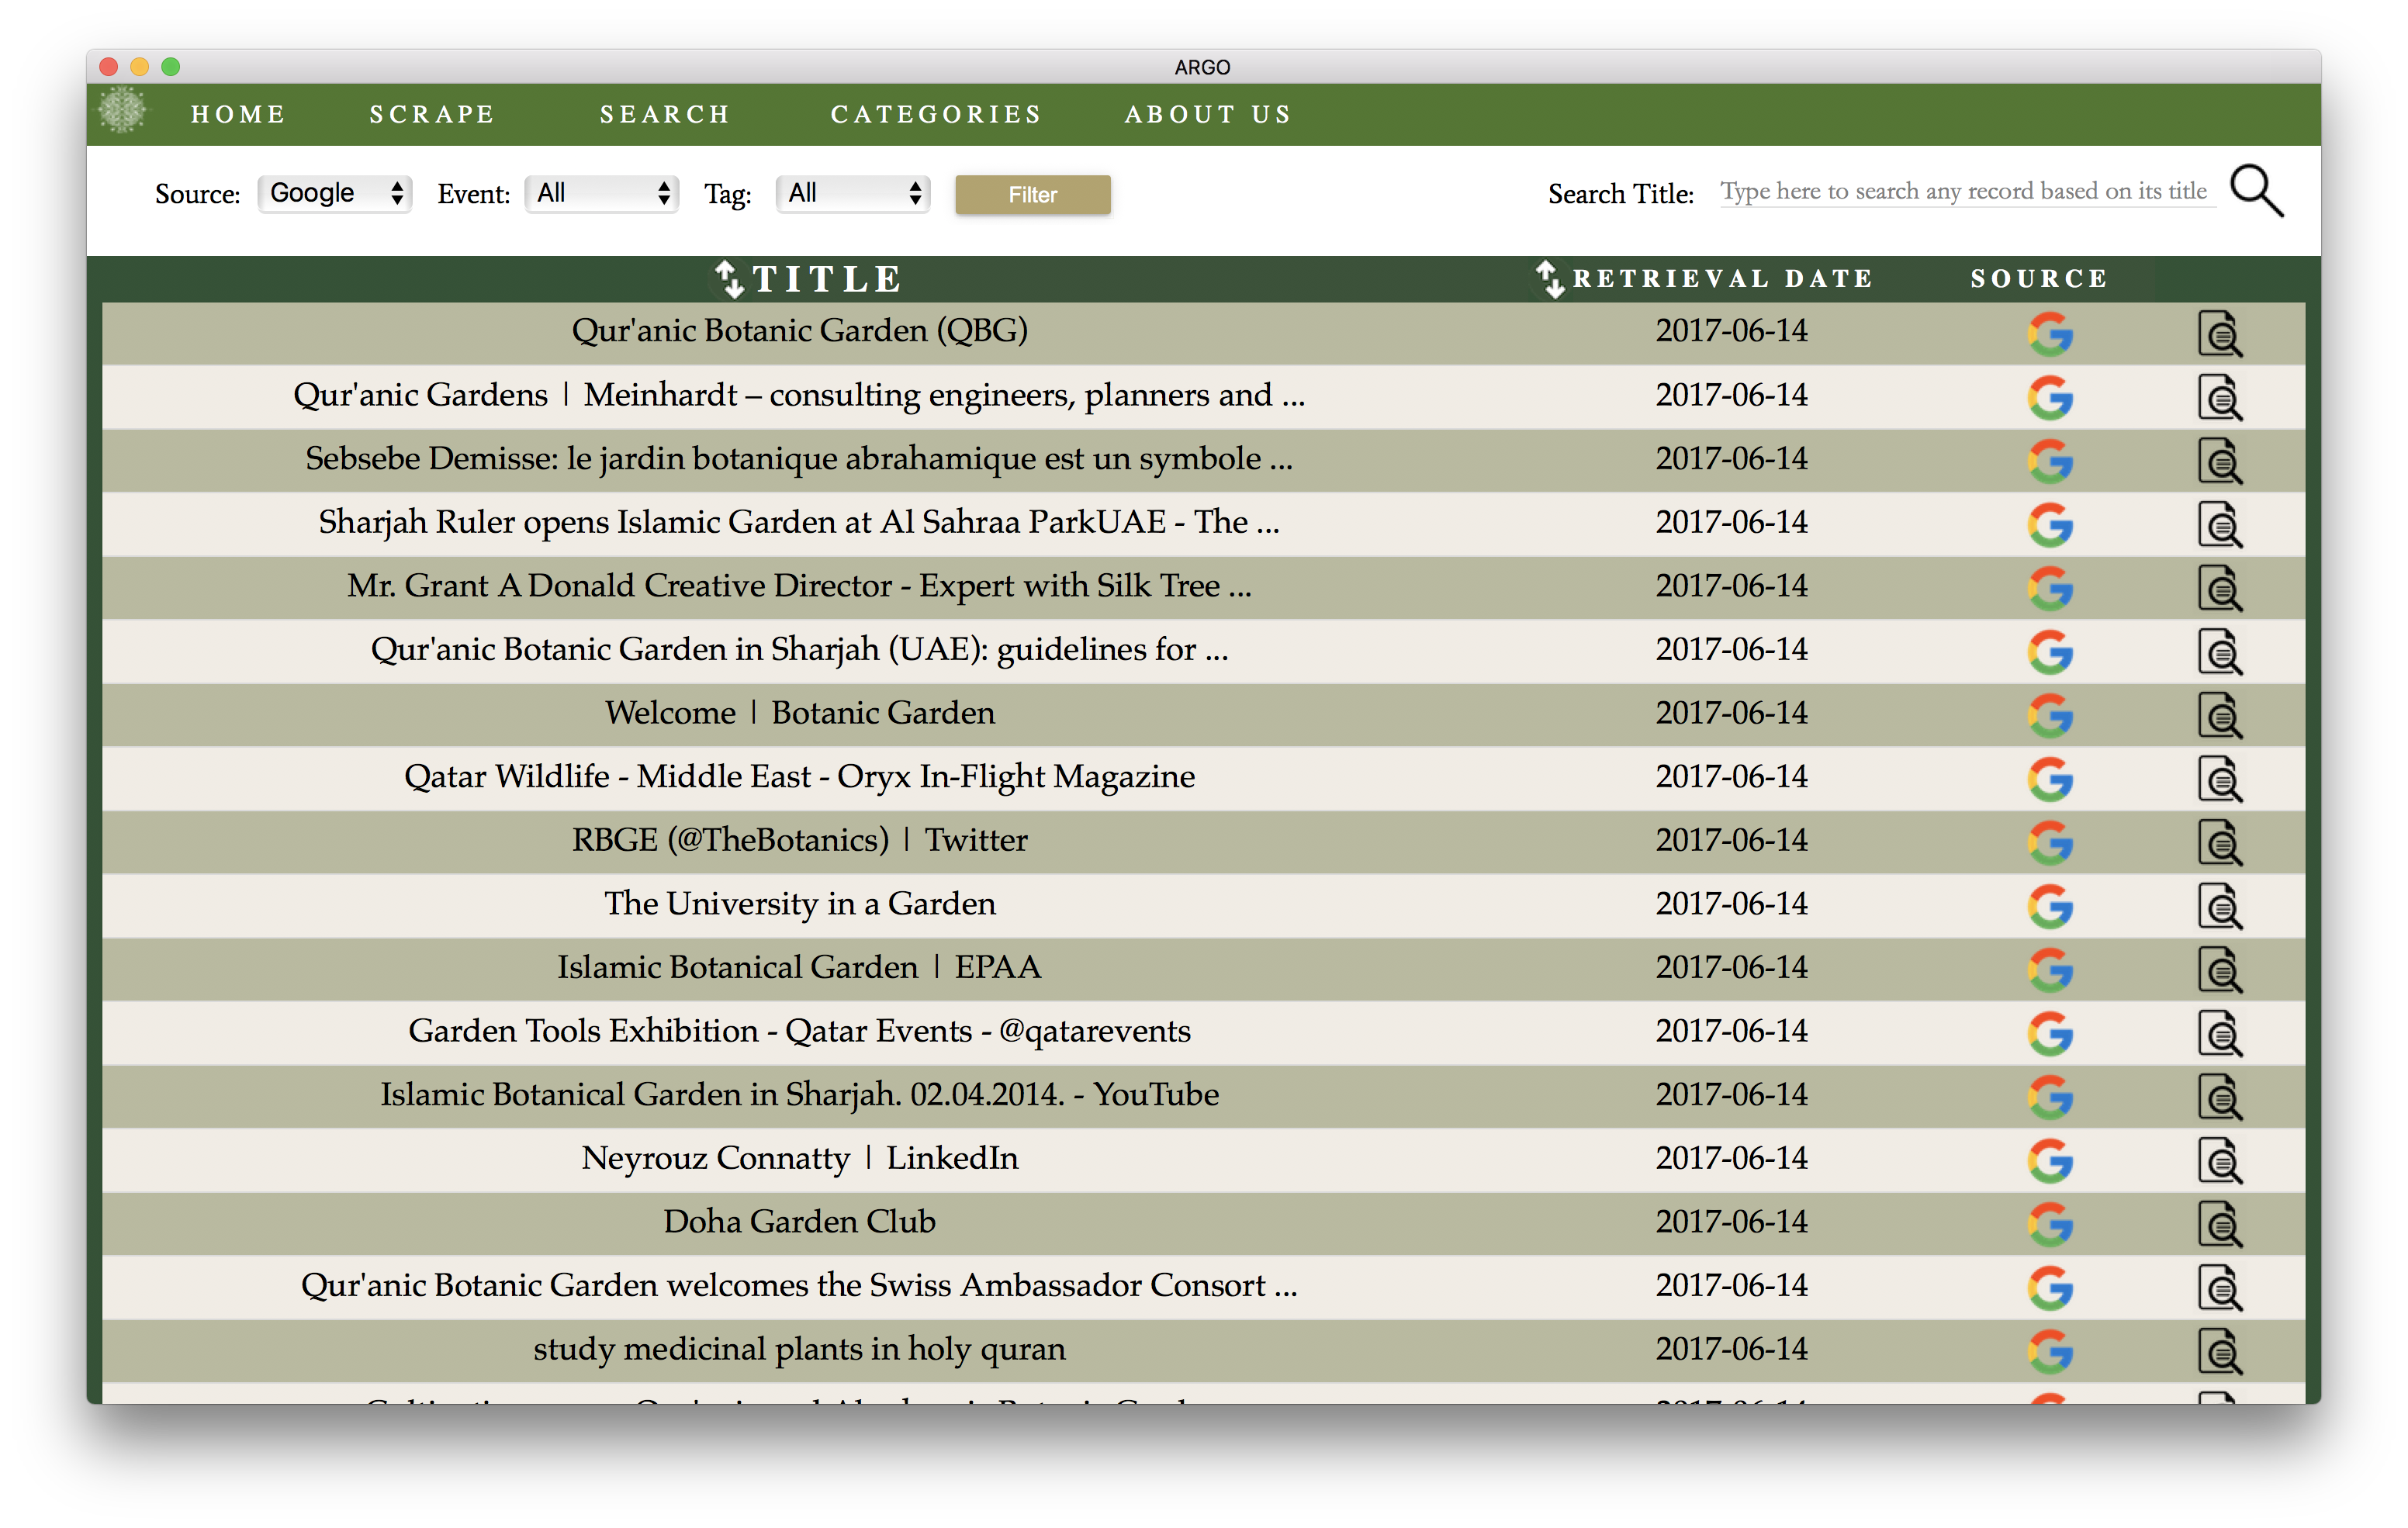 ARGO
HOME SCRAPE SEARCH CATEGORIES ABOUT US
Source: Google Event: All Tag: All Filter Search Title: Type here to search any record based on its title
TITLE RETRIEVAL DATE SOURCE
Qur'anic Botanic Garden (QBG) 2017-06-14
Qur'anic Gardens | Meinhardt – consulting engineers, planners and ... 2017-06-14
Sebsebe Demisse: le jardin botanique abrahamique est un symbole ... 2017-06-14
Sharjah Ruler opens Islamic Garden at Al Sahraa ParkUAE - The ... 2017-06-14
Mr. Grant A Donald Creative Director - Expert with Silk Tree ... 2017-06-14
Qur'anic Botanic Garden in Sharjah (UAE): guidelines for ... 2017-06-14
Welcome | Botanic Garden 2017-06-14
Qatar Wildlife - Middle East - Oryx In-Flight Magazine 2017-06-14
RBGE (@TheBotanics) | Twitter 2017-06-14
The University in a Garden 2017-06-14
Islamic Botanical Garden | EPAA 2017-06-14
Garden Tools Exhibition - Qatar Events - @qatarevents 2017-06-14
Islamic Botanical Garden in Sharjah. 02.04.2014. - YouTube 2017-06-14
Neyrouz Connatty | LinkedIn 2017-06-14
Doha Garden Club 2017-06-14
Qur'anic Botanic Garden welcomes the Swiss Ambassador Consort ... 2017-06-14
study medicinal plants in holy quran 2017-06-14